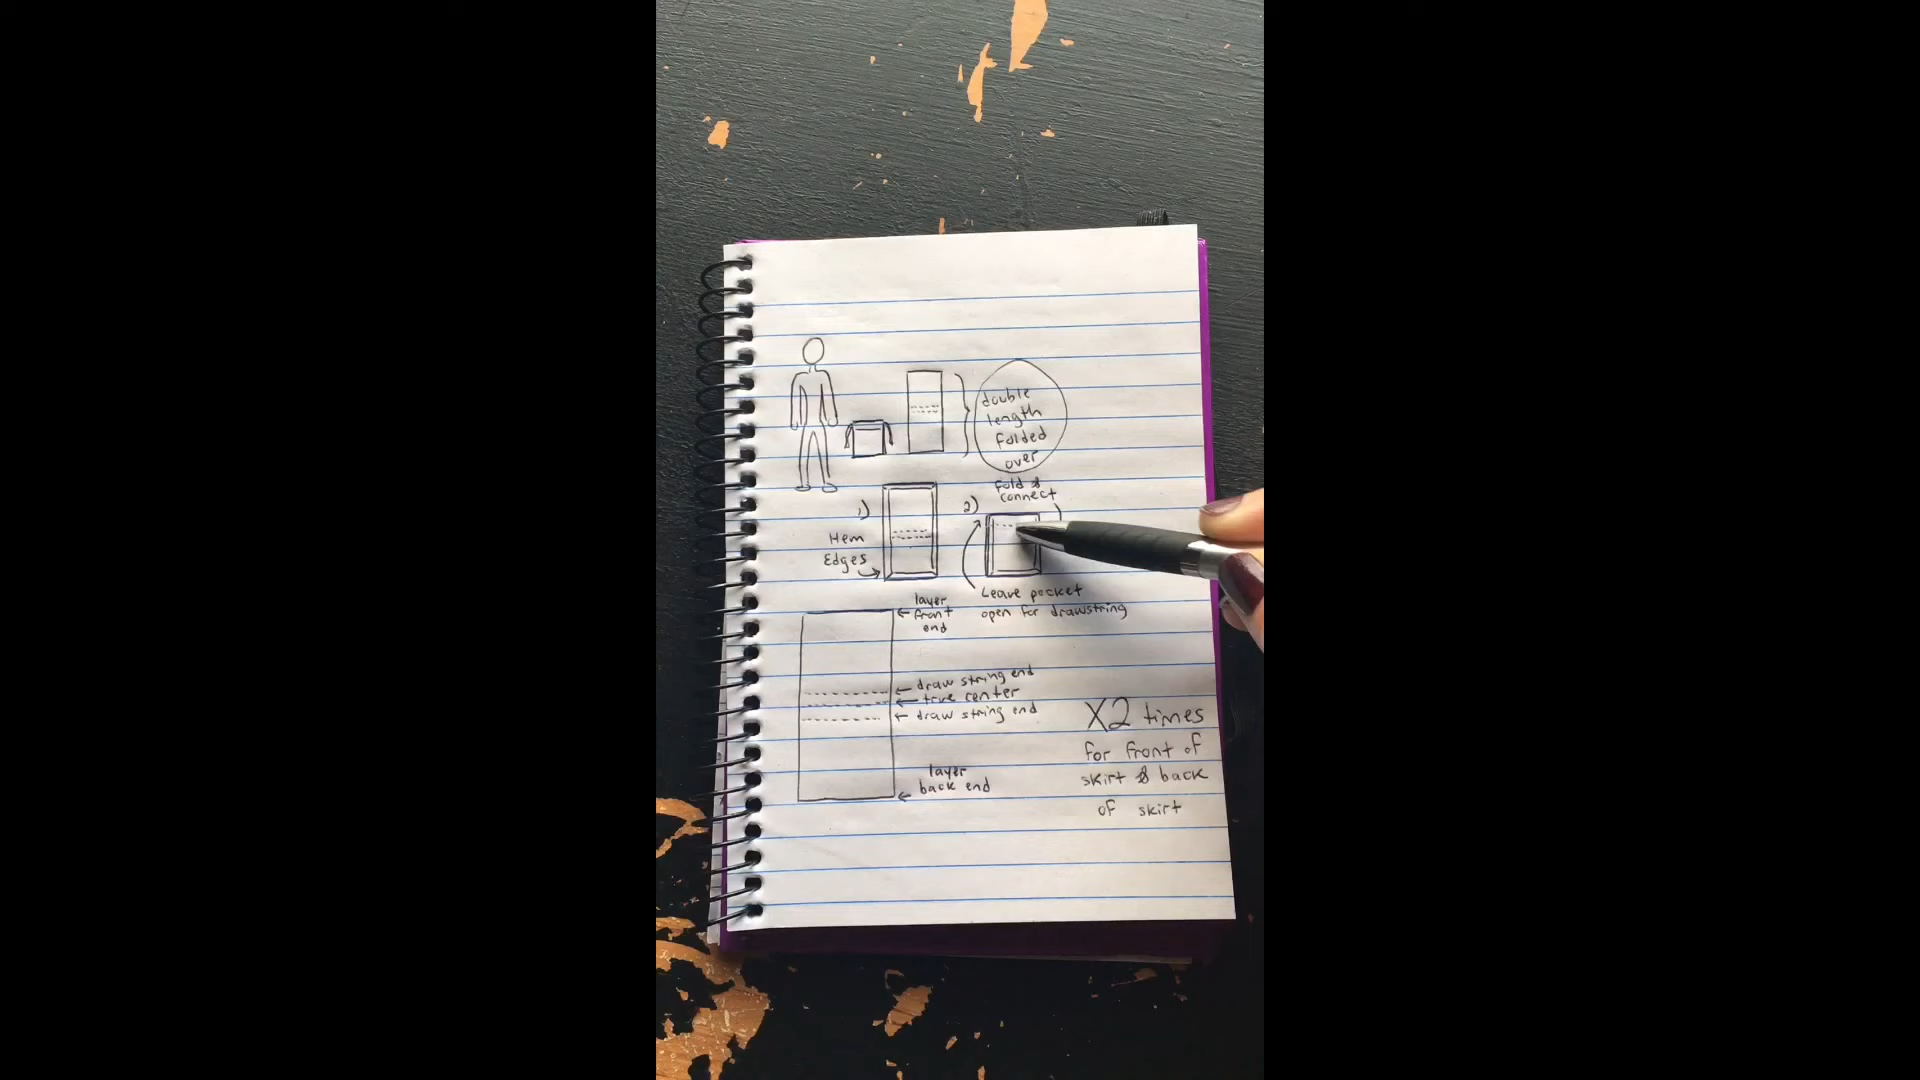 double
length
folded
over
fold &
connect
1)
2)
Hem
Edges
Leave pocket
open for drawstring
layer
front
end
draw string end
true center
draw string end
layer
back end
X2 times
for front of
skirt & back
of skirt